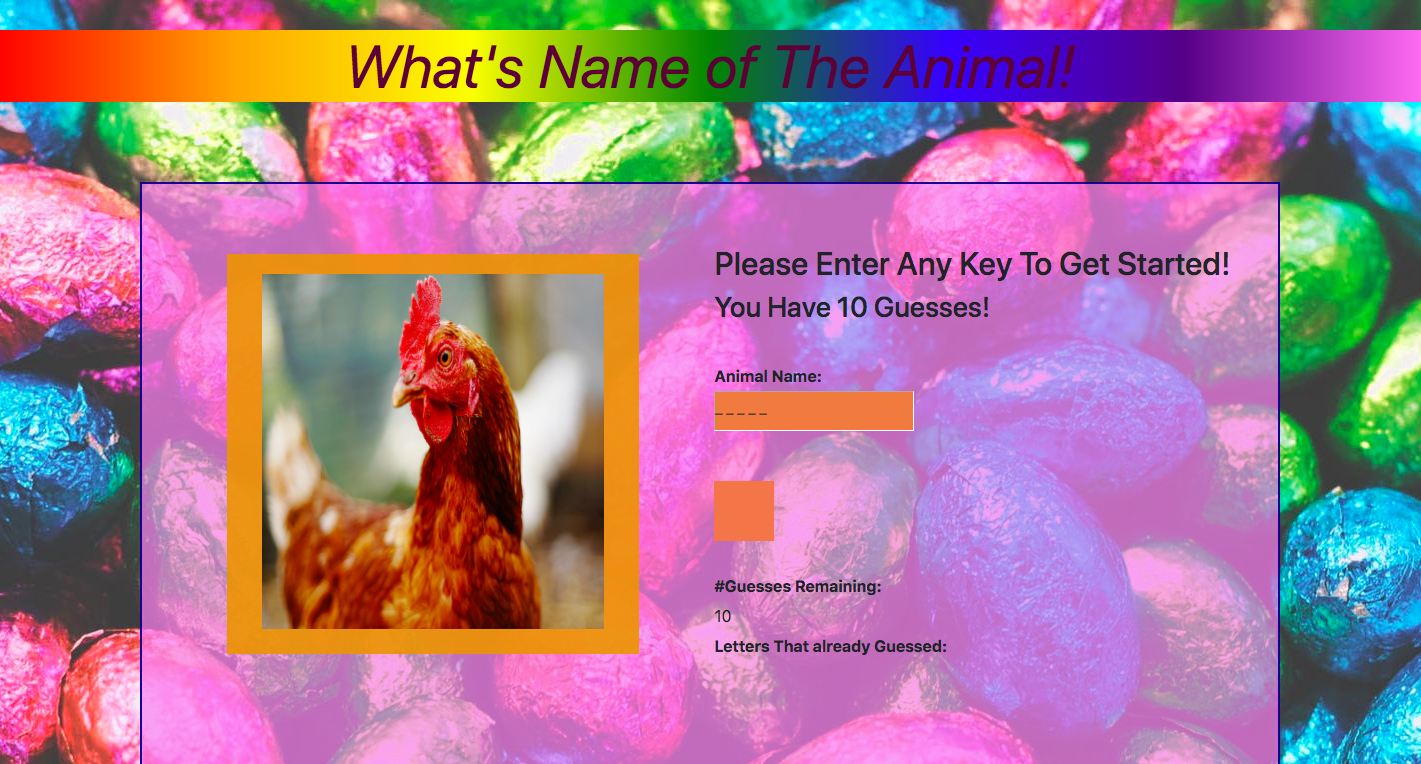 What's Name of The Animal!
Please Enter Any Key To Get Started!
You Have 10 Guesses!
Animal Name:
_ _ _ _ _
#Guesses Remaining:
10
Letters That already Guessed: